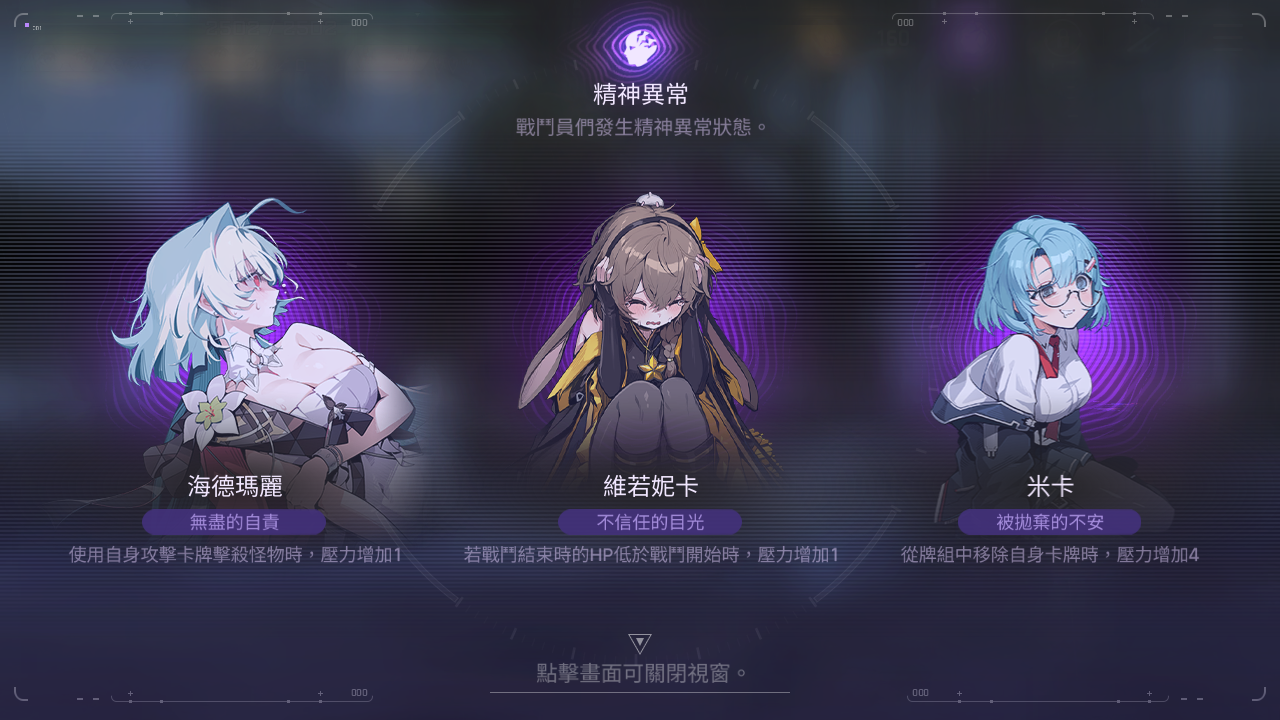 精神異常
戰鬥員們發生精神異常狀態。
海德瑪麗
無盡的自責
使用自身攻擊卡牌擊殺怪物時，壓力增加1
維若妮卡
不信任的目光
若戰鬥結束時的HP低於戰鬥開始時，壓力增加1
米卡
被拋棄的不安
從牌組中移除自身卡牌時，壓力增加4
點擊畫面可關閉視窗。